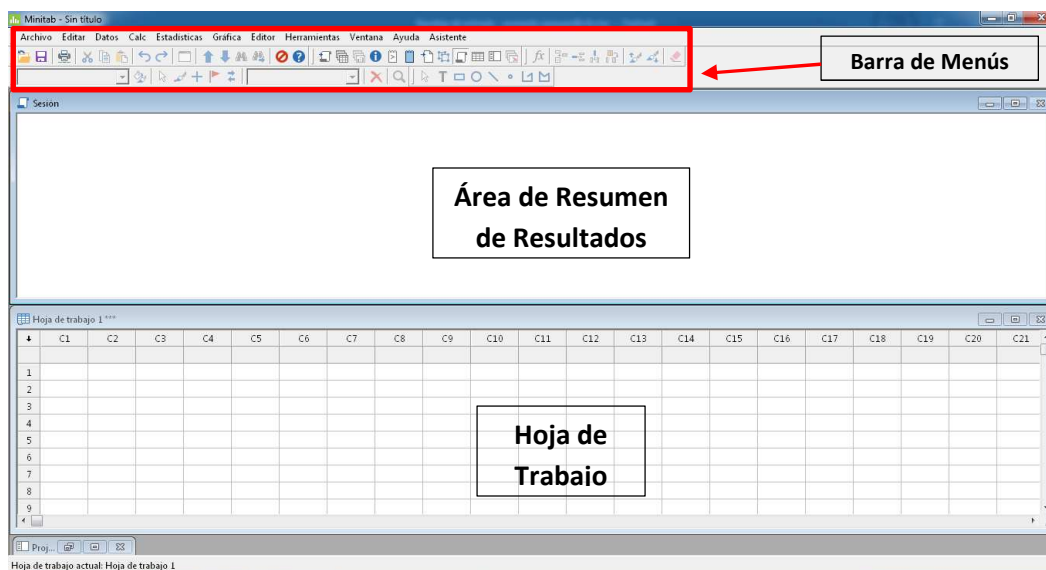 Minitab - Sin título
Archivo Editar Datos Calc Estadísticas Gráfica Editor Herramientas Ventana Ayuda Asistente
Barra de Menús
Sesión
Área de Resumen
de Resultados
Hoja de trabajo 1 ***
C1 C2 C3 C4 C5 C6 C7 C8 C9 C10 C11 C12 C13 C14 C15 C16 C17 C18 C19 C20 C21
1
2
3
4
5
6
7
8
9
Hoja de
Trabajo
Proj...
Hoja de trabajo actual: Hoja de trabajo 1